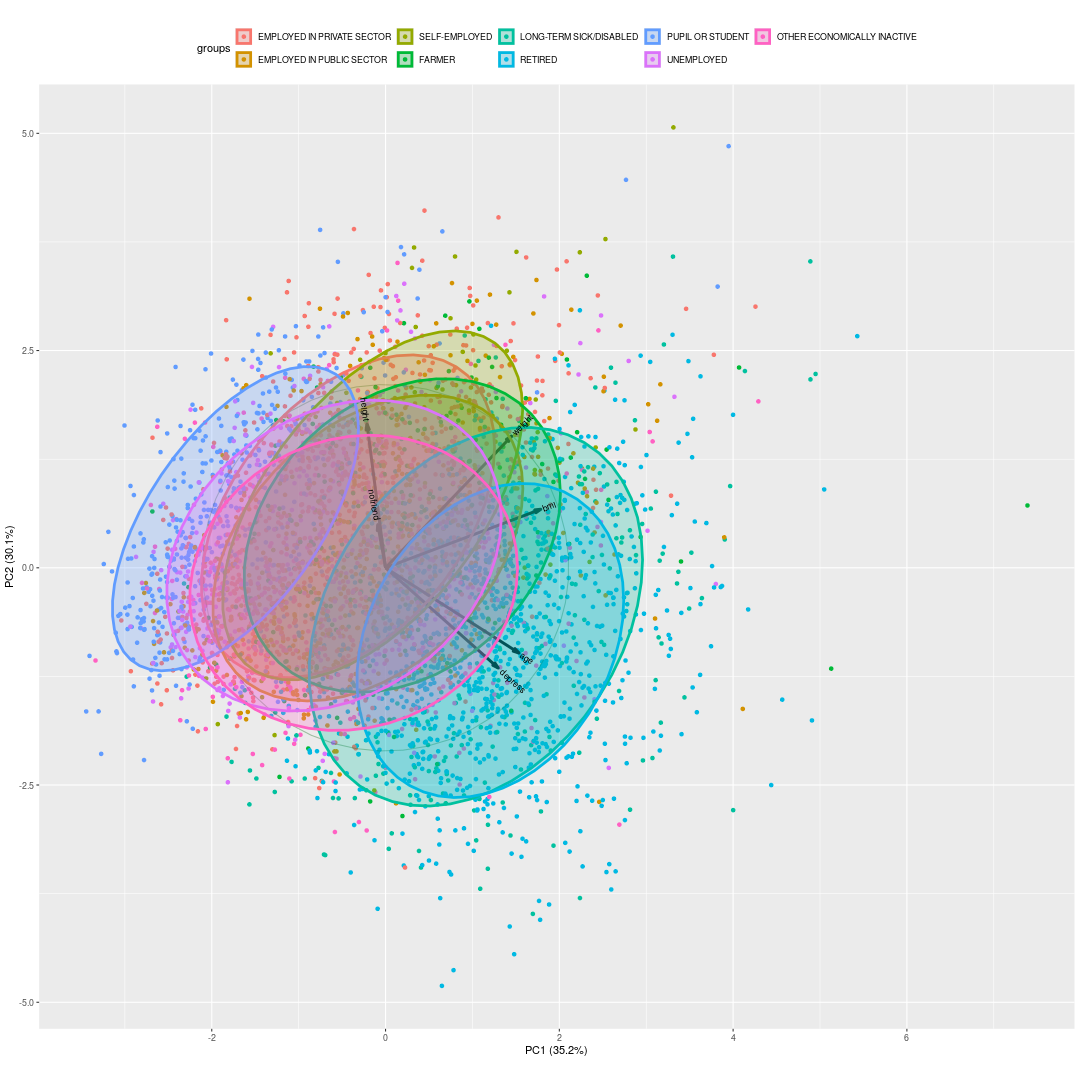 groups
EMPLOYED IN PRIVATE SECTOR SELF-EMPLOYED LONG-TERM SICK/DISABLED PUPIL OR STUDENT OTHER ECONOMICALLY INACTIVE
EMPLOYED IN PUBLIC SECTOR FARMER RETIRED UNEMPLOYED
5.0
2.5
0.0
-2.5
-5.0
PC2 (30.1%)
height
weight
nofriend
bmi
age
depress
-2 0 2 4 6
PC1 (35.2%)